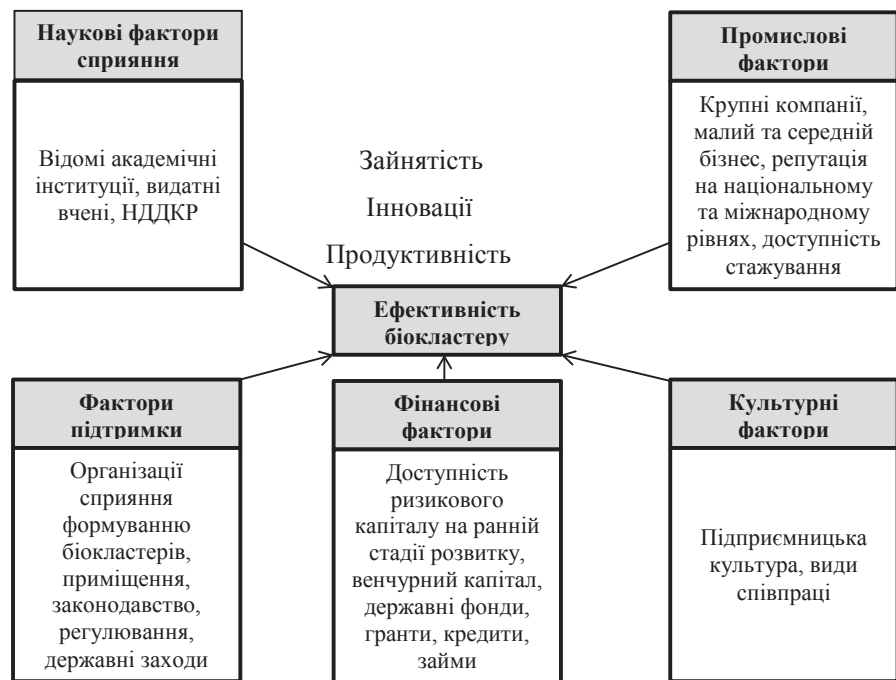 Наукові фактори
сприяння
Відомі академічні
інституції, видатні
вчені, НДДКР
Зайнятість
Інновації
Продуктивність
Промислові
фактори
Крупні компанії,
малий та середній
бізнес, репутація
на національному
та міжнародному
рівнях, доступність
стажування
Ефективність
біокластеру
Фактори
підтримки
Організації
сприяння
формуванню
біокластерів,
приміщення,
законодавство,
регулювання,
державні заходи
Фінансові
фактори
Доступність
ризикового
капіталу на ранній
стадії розвитку,
венчурний капітал,
державні фонди,
гранти, кредити,
займи
Культурні
фактори
Підприємницька
культура, види
співпраці